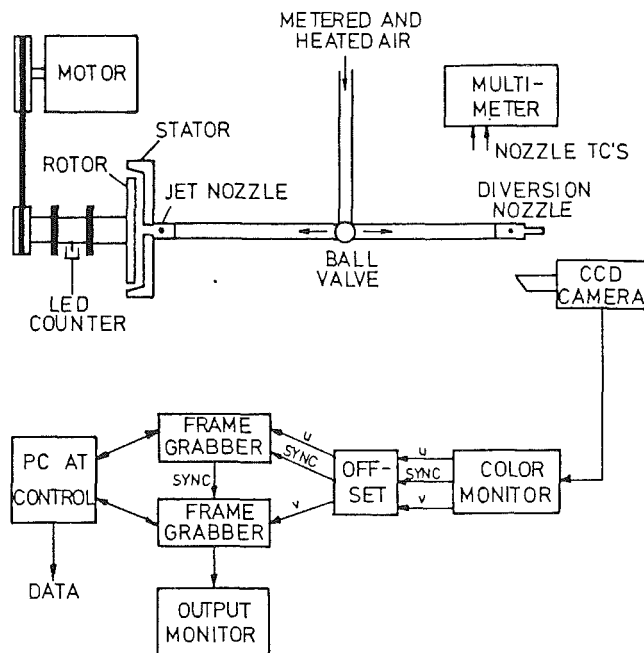 METERED AND
HEATED AIR
MOTOR
MULTI-
METER
STATOR
ROTOR
NOZZLE TC'S
JET NOZZLE
DIVERSION
NOZZLE
BALL
VALVE
CCD
CAMERA
LED
COUNTER
FRAME
GRABBER
U
SYNC
U
SYNC
V
PC AT
CONTROL
OFF-
SET
COLOR
MONITOR
SYNC
V
FRAME
GRABBER
DATA
OUTPUT
MONITOR